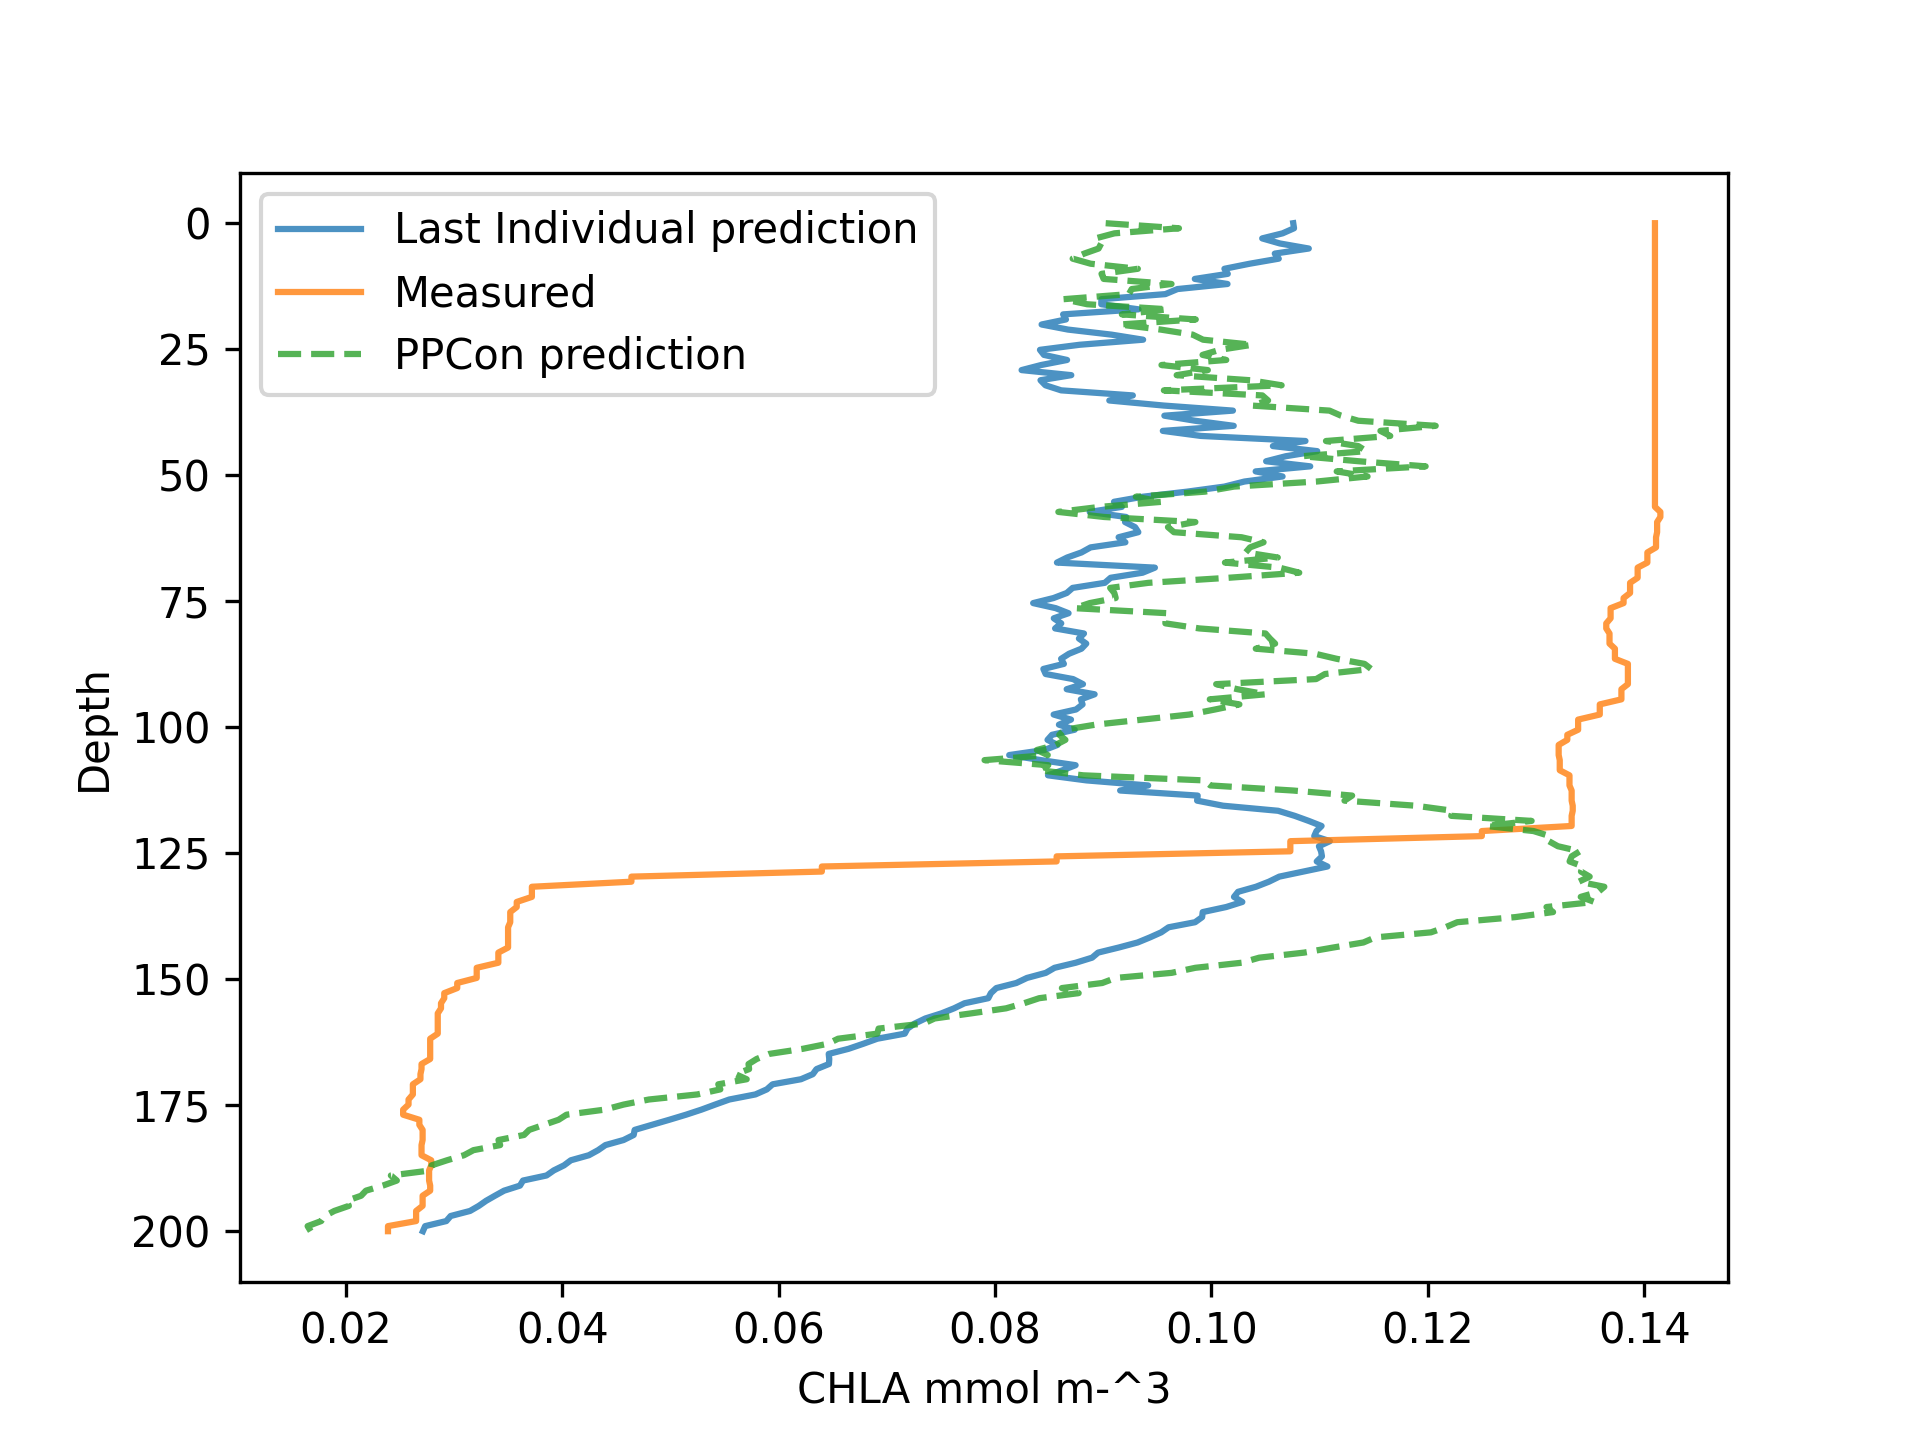 Last Individual prediction
Measured
PPCon prediction
0
25
50
75
100
125
150
175
200
Depth
0.02 0.04 0.06 0.08 0.10 0.12 0.14
CHLA mmol m-^3